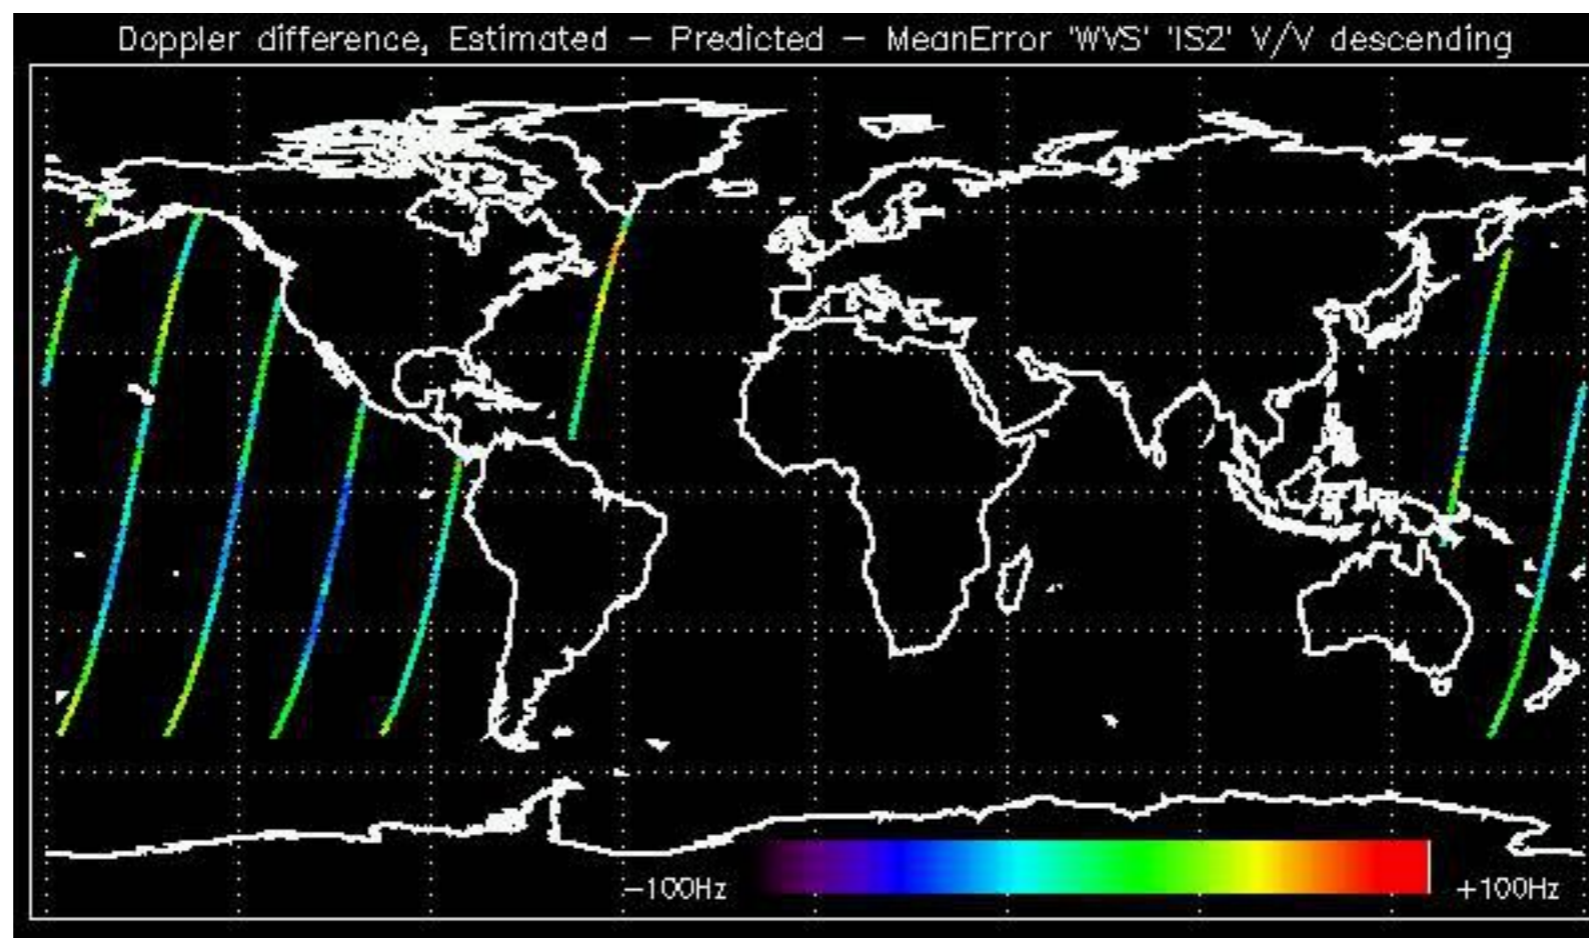 Doppler difference, Estimated − Predicted − MeanError 'WVS' 'IS2' V/V descending
−100Hz +100Hz